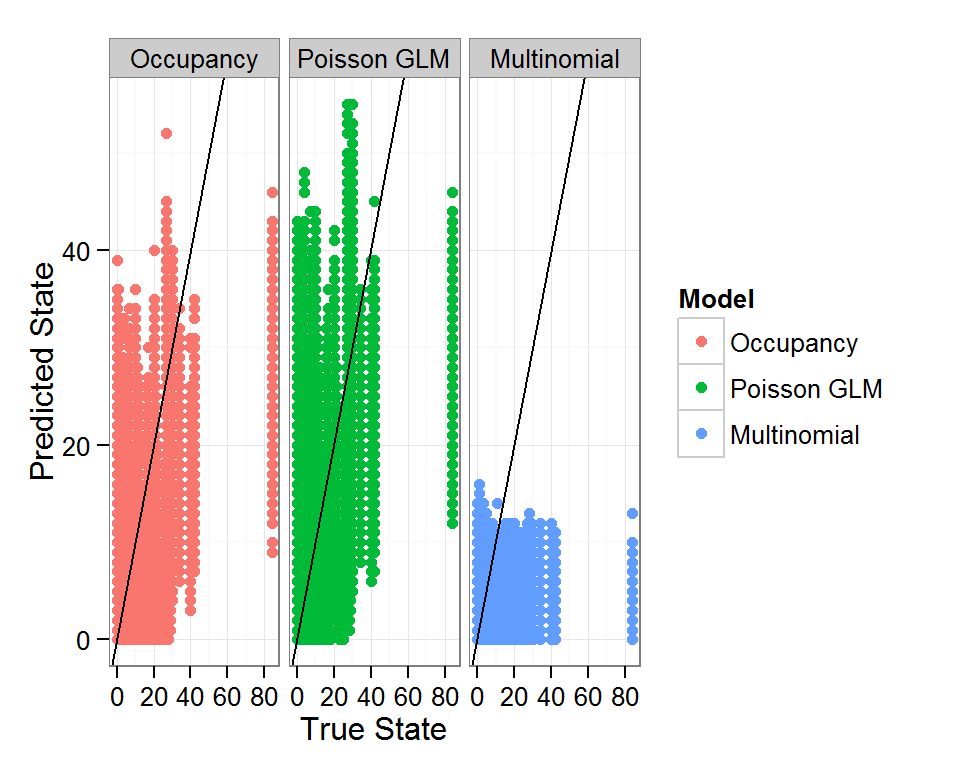 Occupancy Poisson GLM Multinomial
Predicted State
40
20
0
0 20 40 60 80 0 20 40 60 80 0 20 40 60 80
True State
Model
Occupancy
Poisson GLM
Multinomial